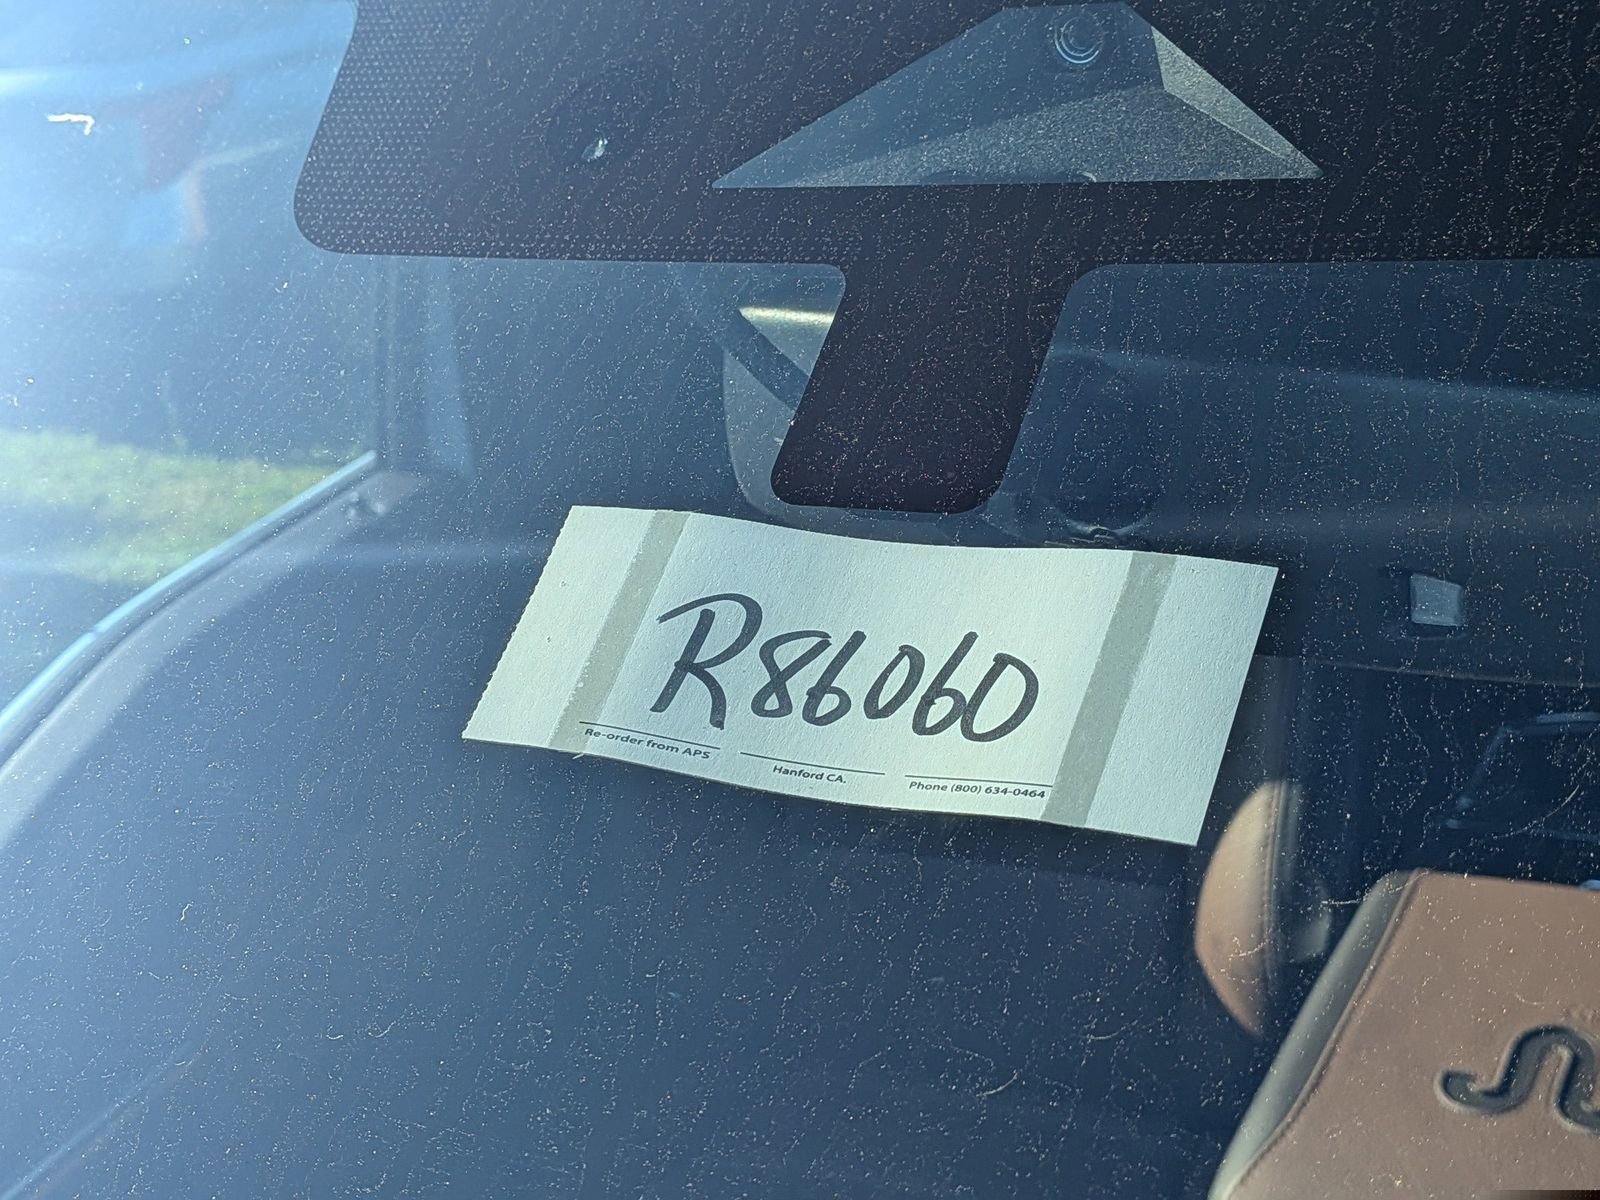 R86060
Re-order from APS
Hanford CA.
Phone (800) 634-0464